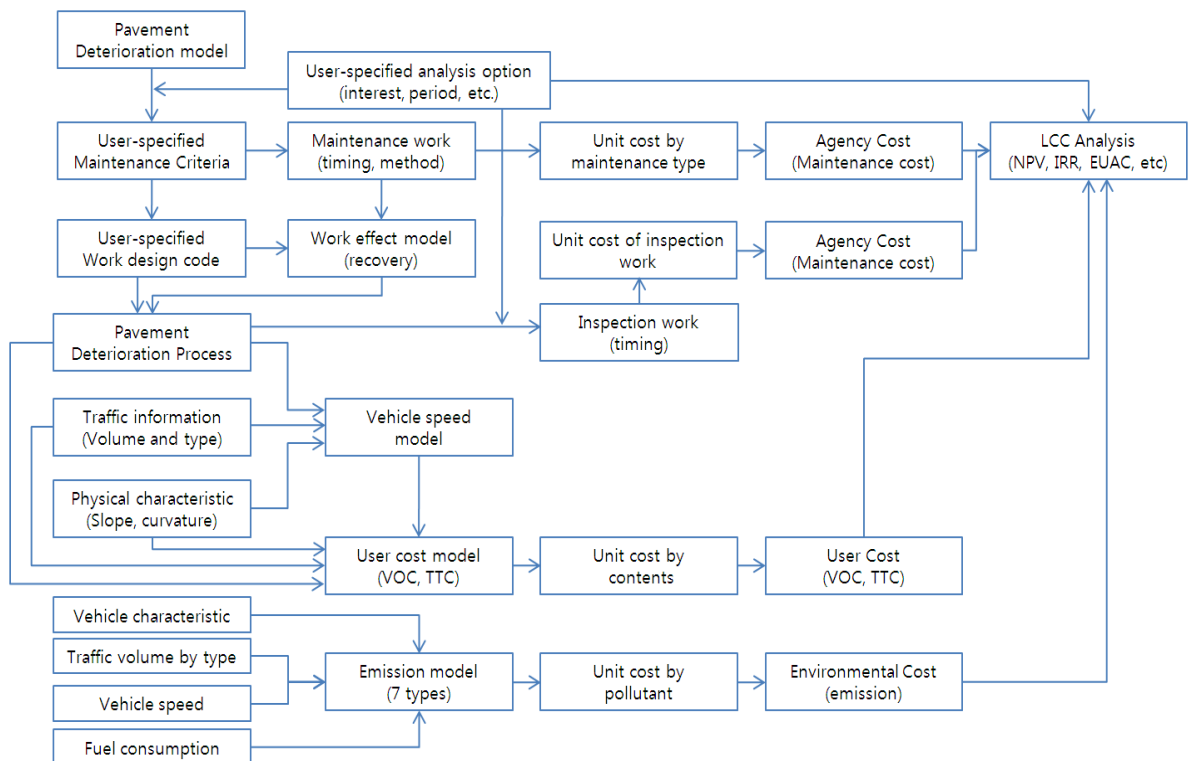 Pavement
Deterioration model
User-specified analysis option
(interest, period, etc.)
User-specified
Maintenance Criteria
Maintenance work
(timing, method)
Unit cost by
maintenance type
Agency Cost
(Maintenance cost)
LCC Analysis
(NPV, IRR, EUAC, etc)
User-specified
Work design code
Work effect model
(recovery)
Unit cost of inspection
work
Agency Cost
(Maintenance cost)
Pavement
Deterioration Process
Inspection work
(timing)
Traffic information
(Volume and type)
Vehicle speed
model
Physical characteristic
(Slope, curvature)
User cost model
(VOC, TTC)
Unit cost by
contents
User Cost
(VOC, TTC)
Vehicle characteristic
Traffic volume by type
Emission model
(7 types)
Unit cost by
pollutant
Environmental Cost
(emission)
Vehicle speed
Fuel consumption